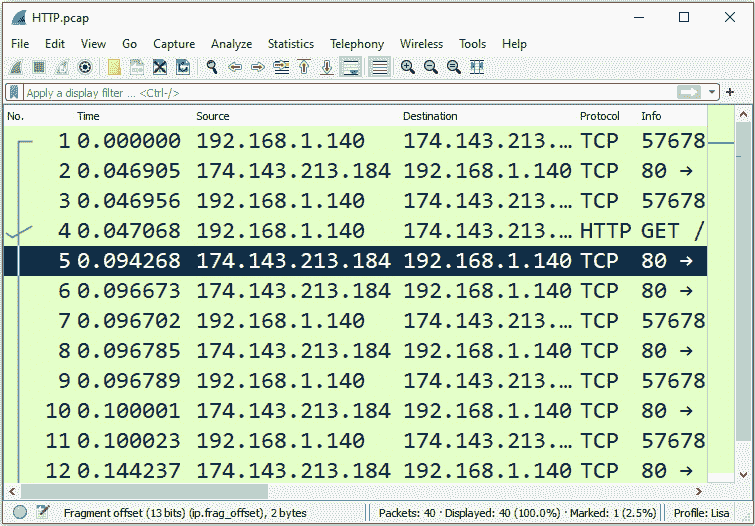 HTTP.pcap
File Edit View Go Capture Analyze Statistics Telephony Wireless Tools Help
Apply a display filter ... <Ctrl-/>
No. Time Source Destination Protocol Info
1 0.000000 192.168.1.140 174.143.213.… TCP 57678
2 0.046905 174.143.213.184 192.168.1.140 TCP 80 →
3 0.046956 192.168.1.140 174.143.213.… TCP 57678
4 0.047068 192.168.1.140 174.143.213.… HTTP GET /
5 0.094268 174.143.213.184 192.168.1.140 TCP 80 →
6 0.096673 174.143.213.184 192.168.1.140 TCP 80 →
7 0.096702 192.168.1.140 174.143.213.… TCP 57678
8 0.096785 174.143.213.184 192.168.1.140 TCP 80 →
9 0.096789 192.168.1.140 174.143.213.… TCP 57678
10 0.100001 174.143.213.184 192.168.1.140 TCP 80 →
11 0.100023 192.168.1.140 174.143.213.… TCP 57678
12 0.144237 174.143.213.184 192.168.1.140 TCP 80 →
Fragment offset (13 bits) (ip.frag_offset), 2 bytes Packets: 40 · Displayed: 40 (100.0%) · Marked: 1 (2.5%) Profile: Lisa